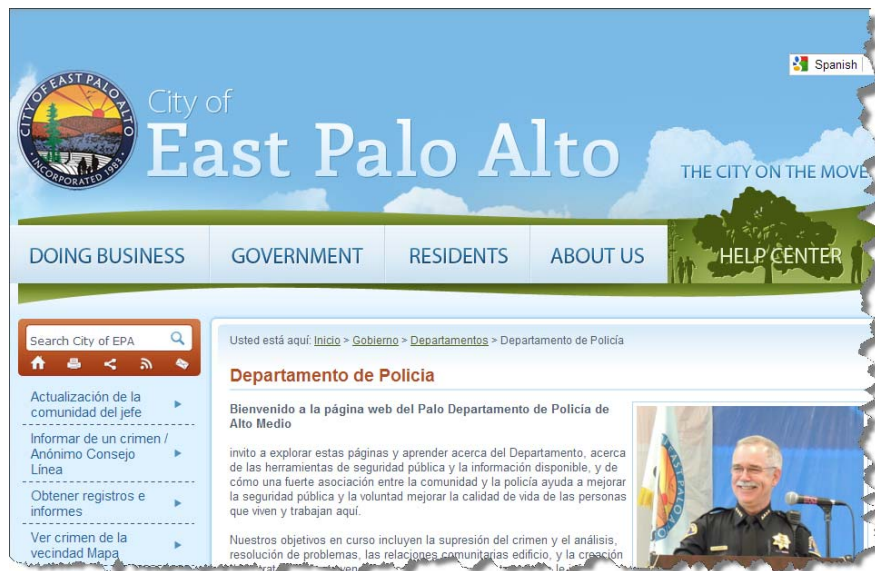 Spanish
CITY OF EAST PALO ALTO
INCORPORATED 1983
City of
East Palo Alto
THE CITY ON THE MOVE
DOING BUSINESS
GOVERNMENT
RESIDENTS
ABOUT US
HELP CENTER
Search City of EPA
Actualización de la
comunidad del jefe
Informar de un crimen /
Anónimo Consejo
Línea
Obtener registros e
informes
Ver crimen de la
vecindad Mapa
Usted está aquí: Inicio > Gobierno > Departamentos > Departamento de Policía
Departamento de Policia
Bienvenido a la página web del Palo Departamento de Policía de
Alto Medio
invito a explorar estas páginas y aprender acerca del Departamento, acerca
de las herramientas de seguridad pública y la información disponible, y de
cómo una fuerte asociación entre la comunidad y la policía ayuda a mejorar
la seguridad pública y la voluntad mejorar la calidad de vida de las personas
que viven y trabajan aquí.
Nuestros objetivos en curso incluyen la supresión del crimen y el análisis,
resolución de problemas, las relaciones comunitarias edificio, y la creación